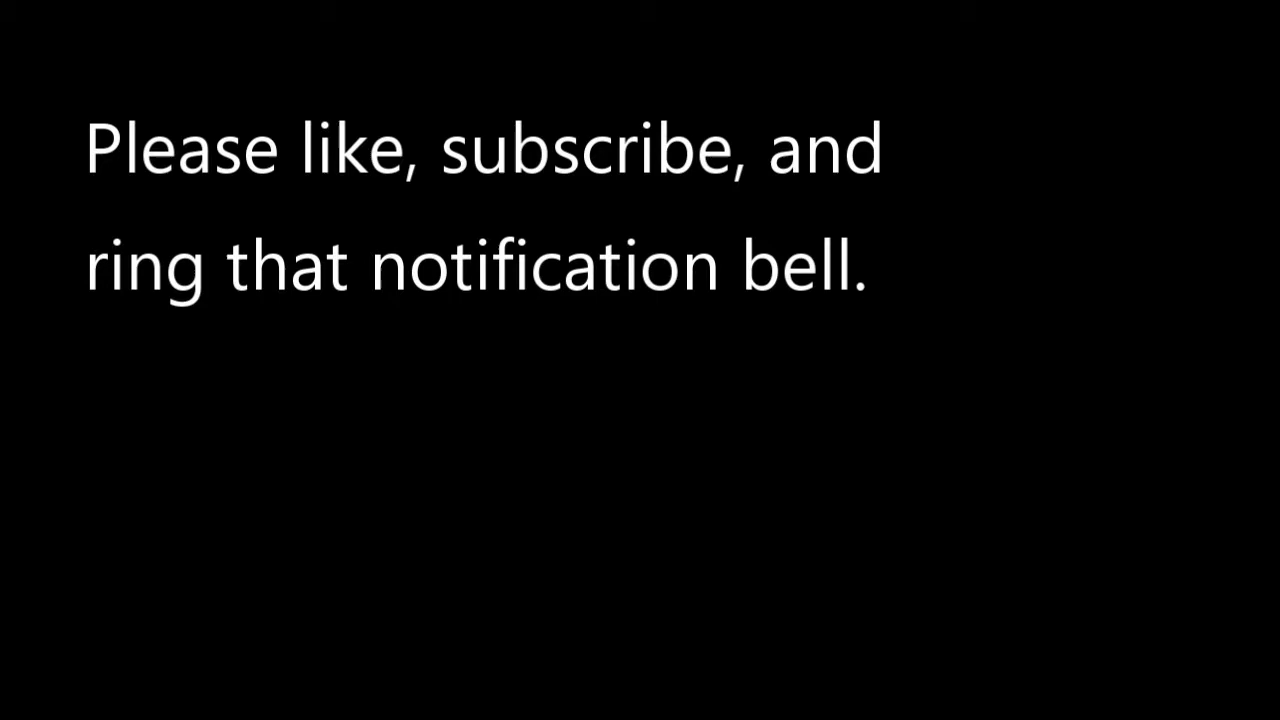 Please like, subscribe, and
ring that notification bell.